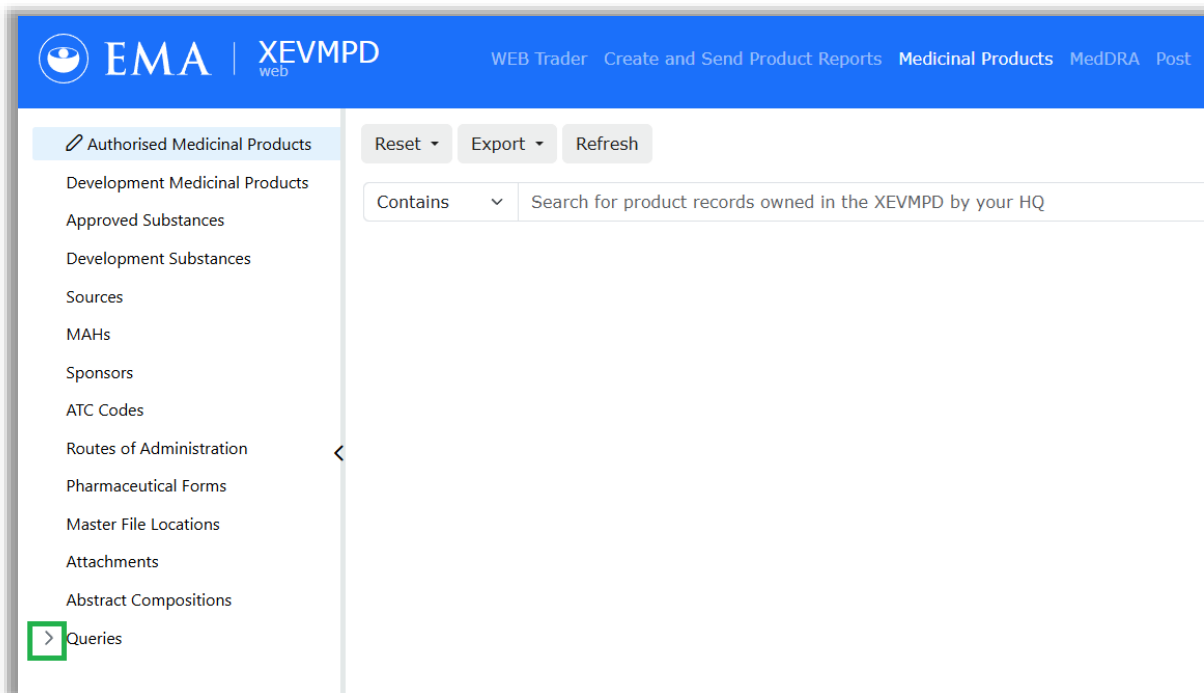 EMA | XEVMPD
web
WEB Trader Create and Send Product Reports Medicinal Products MedDRA Post
Authorised Medicinal Products
Development Medicinal Products
Approved Substances
Development Substances
Sources
MAHs
Sponsors
ATC Codes
Routes of Administration
Pharmaceutical Forms
Master File Locations
Attachments
Abstract Compositions
Queries
Reset Export Refresh
Contains Search for product records owned in the XEVMPD by your HQ